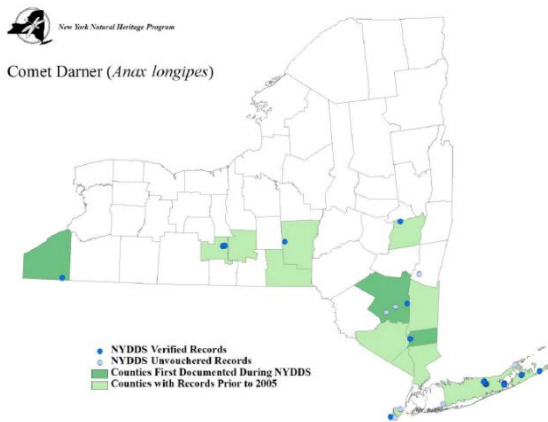 New York Natural Heritage Program
Comet Darner (Anax longipes)
NYDDS Verified Records
NYDDS Unvouchered Records
Counties First Documented During NYDDS
Counties with Records Prior to 2005